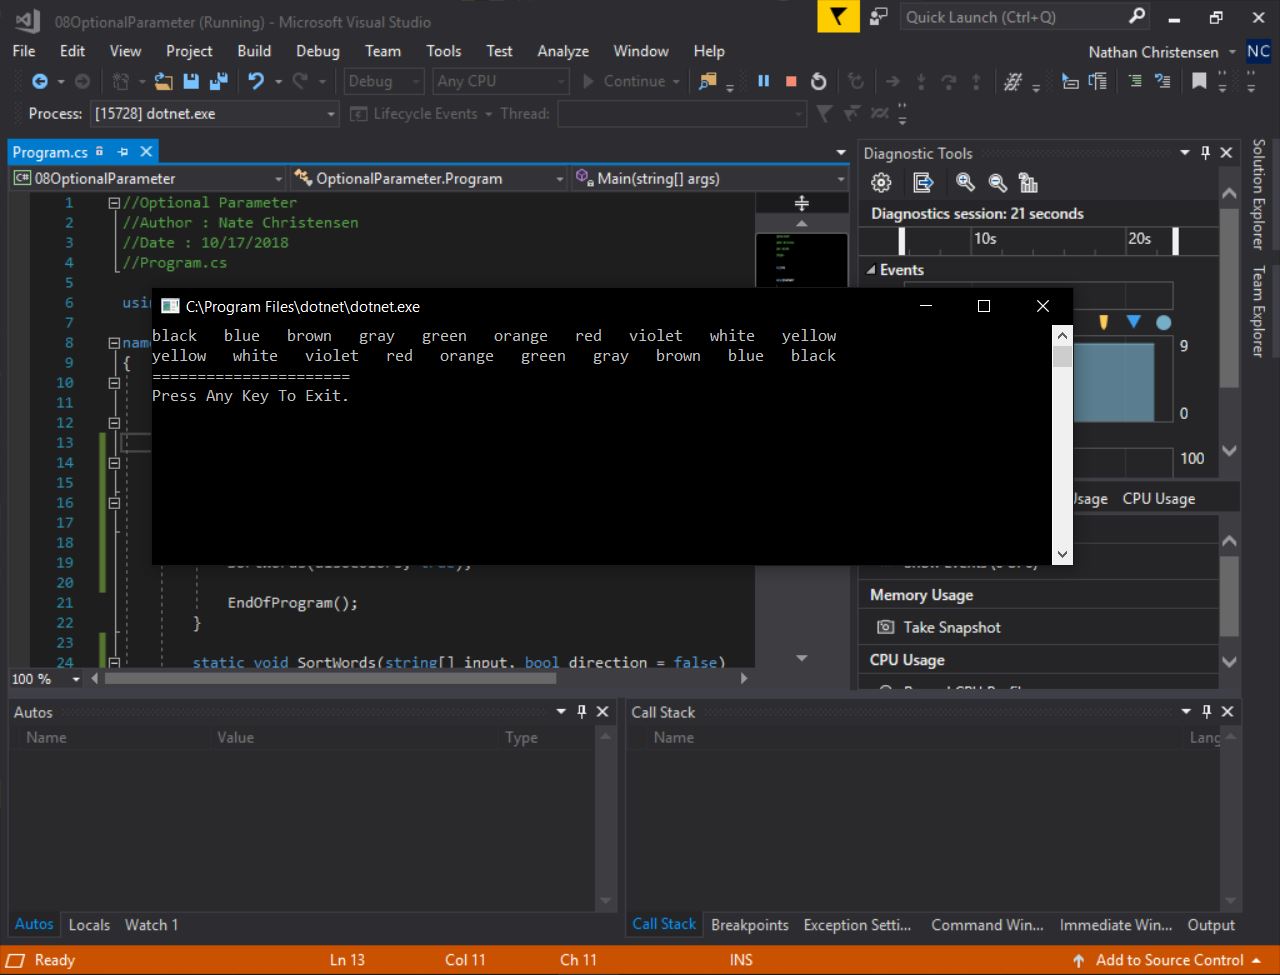 08OptionalParameter (Running) - Microsoft Visual Studio
Quick Launch (Ctrl+Q)
File Edit View Project Build Debug Team Tools Test Analyze Window Help
Nathan Christensen NC
Debug Any CPU Continue
Process: [15728] dotnet.exe Lifecycle Events Thread:
Program.cs
C# 08OptionalParameter OptionalParameter.Program Main(string[] args)
1 //Optional Parameter
2 //Author : Nate Christensen
3 //Date : 10/17/2018
4 //Program.cs
5
6
7
8
9 {
10
11
12
13
14
15
16
17
18
19
20
21 EndOfProgram();
22 }
23
24 static void SortWords(string[] input, bool direction = false)
100 %
C:\Program Files\dotnet\dotnet.exe
black blue brown gray green orange red violet white yellow
yellow white violet red orange green gray brown blue black
======================
Press Any Key To Exit.
Diagnostic Tools
Diagnostics session: 21 seconds
10s 20s
Events
9
0
100
CPU Usage
Memory Usage
Take Snapshot
CPU Usage
Solution Explorer
Team Explorer
Autos
Name Value Type
Autos Locals Watch 1
Call Stack
Name Lang
Call Stack Breakpoints Exception Setti... Command Win... Immediate Win... Output
Ready Ln 13 Col 11 Ch 11 INS Add to Source Control